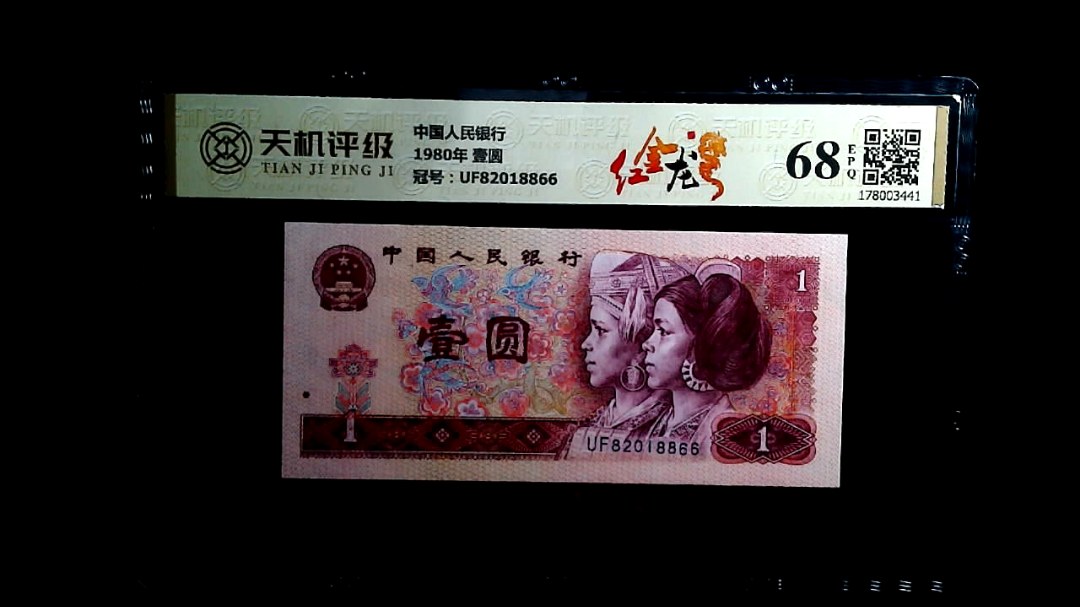 天机评级
TIAN JI PING JI
中国人民银行
1980年 壹圆
冠号：UF82018866
红金龙
68
EPQ
178003441
中国人民银行
1
壹圆
1
UF82018866
1